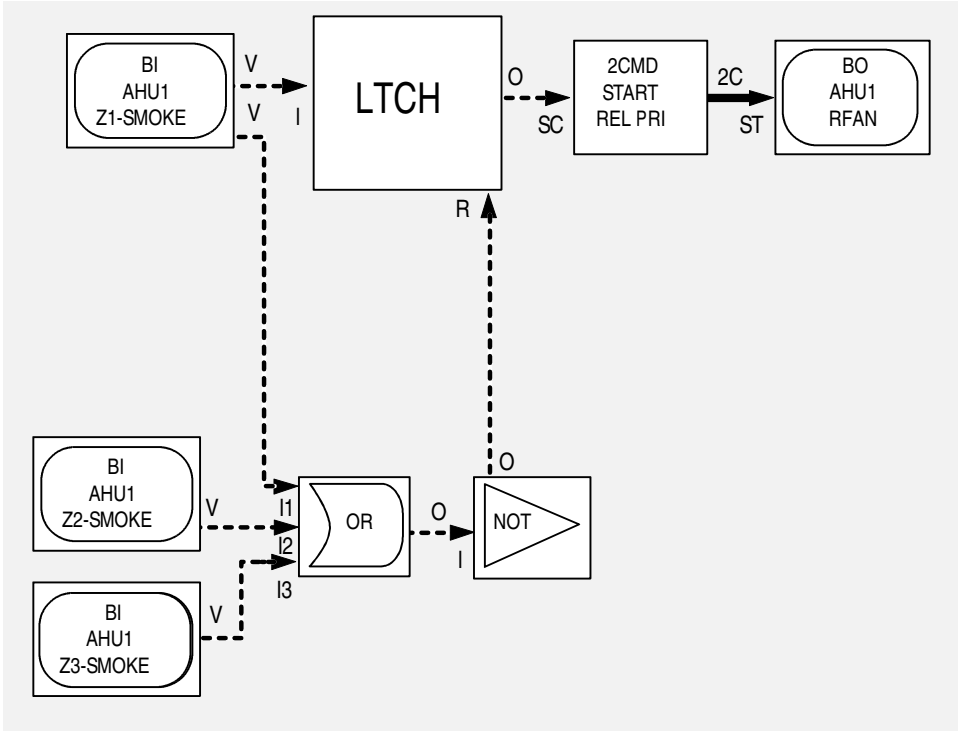 BI
AHU1
Z1-SMOKE
V
V
I
LTCH
O
SC
2CMD
START
REL PRI
2C
ST
BO
AHU1
RFAN
R
O
BI
AHU1
Z2-SMOKE
V
I1
I2
I3
OR
O
I
NOT
BI
AHU1
Z3-SMOKE
V